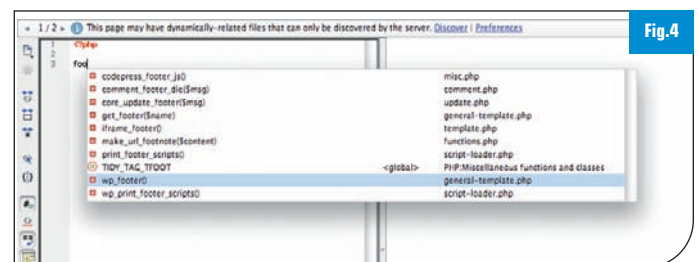 1 / 2 This page may have dynamically-related files that can only be discovered by the server. Discover | Preferences
Fig.4
1 <?php
2
3 foo
codepress_footer_js() misc.php
comment_footer_die($msg) comment.php
core_update_footer($msg) update.php
get_footer($name) general-template.php
iframe_footer() template.php
make_url_footnote($content) functions.php
print_footer_scripts() script-loader.php
TIDY_TAG_TFOOT <global> PHP:Miscellaneous functions and classes
wp_footer() general-template.php
wp_print_footer_scripts() script-loader.php